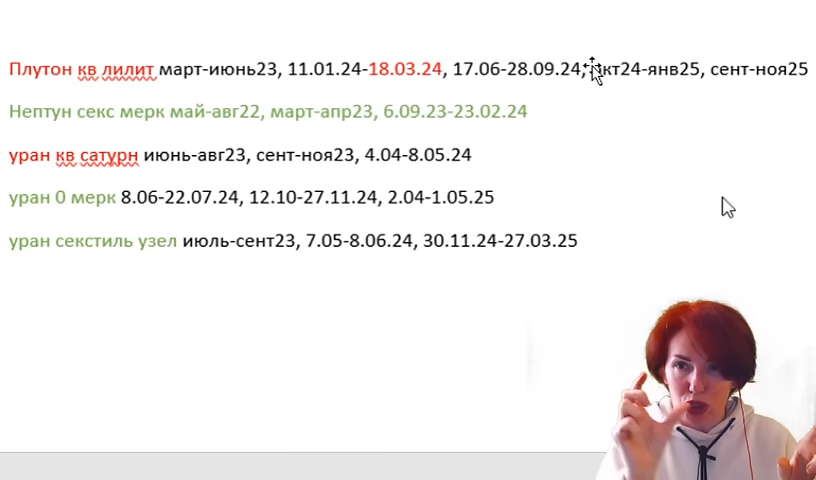 Плутон кв лилит март-июнь23, 11.01.24-18.03.24, 17.06-28.09.24, сент-ноя25
Нептун секс мерк май-авг22, март-апр23, 6.09.23-23.02.24
уран кв сатурн июнь-авг23, сент-ноя23, 4.04-8.05.24
уран 0 мерк 8.06-22.07.24, 12.10-27.11.24, 2.04-1.05.25
уран секстиль узел июль-сент23, 7.05-8.06.24, 30.11.24-27.03.25